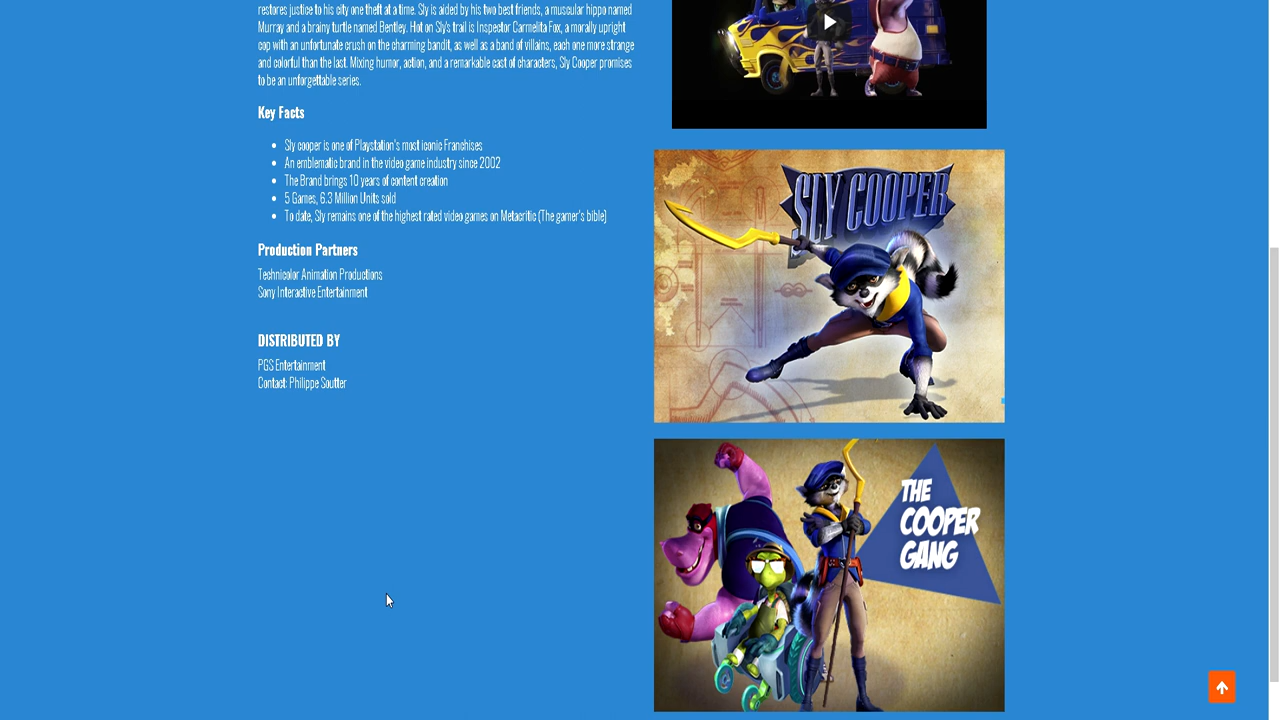 restores justice to his city one theft at a time. Sly is aided by his two best friends, a muscular hippo named
Murray and a brainy turtle named Bentley. Hot on Sly's trail is Inspector Carmelita Fox, a morally upright
cop with an unfortunate crush on the charming bandit, as well as a band of villains, each one more strange
and colorful than the last. Mixing humor, action, and a remarkable cast of characters, Sly Cooper promises
to be an unforgettable series.
Key Facts
Sly cooper is one of Playstation's most iconic Franchises
An emblematic brand in the video game industry since 2002
The Brand brings 10 years of content creation
5 Games, 6.3 Million Units sold
To date, Sly remains one of the highest rated video games on Metacritic (The gamer's bible)
Production Partners
Technicolor Animation Productions
Sony Interactive Entertainment
DISTRIBUTED BY
PGS Entertainment
Contact: Philippe Soutter
SLY COOPER
THE
COOPER
GANG